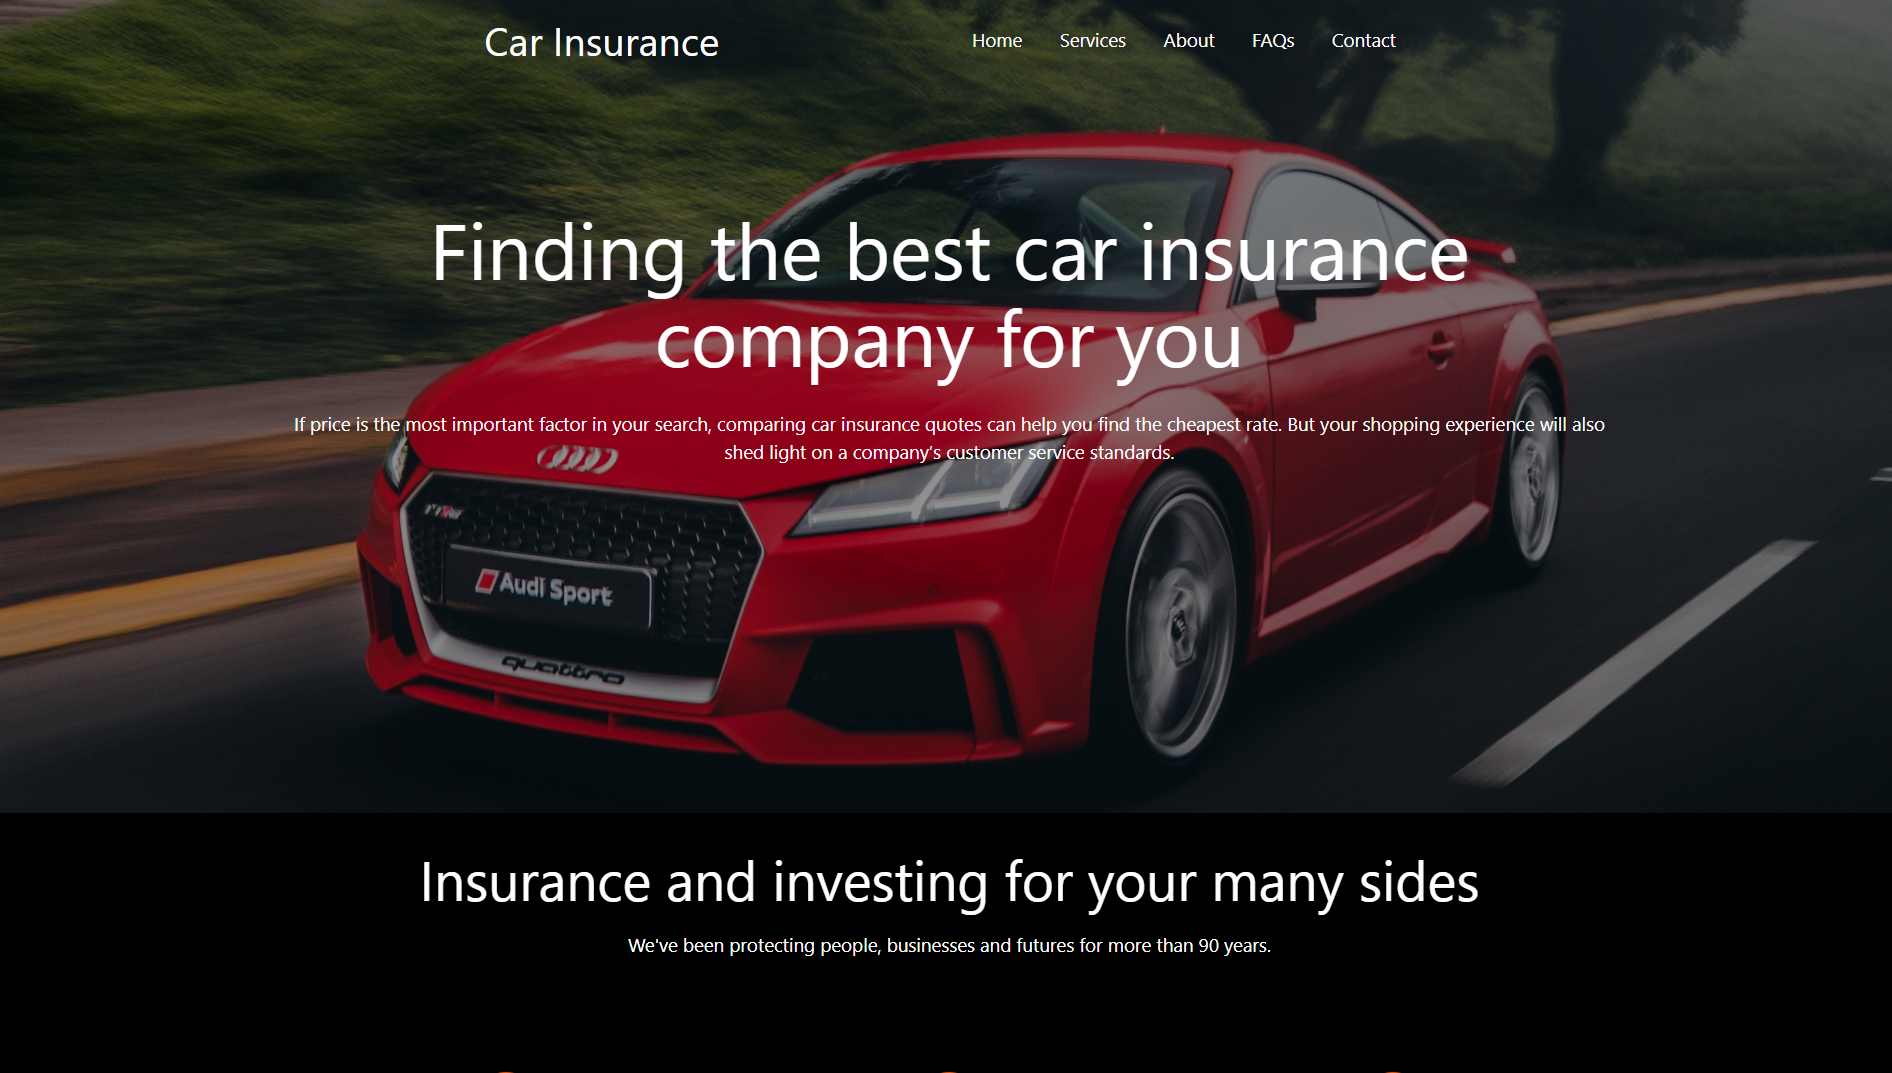 Car Insurance
Home Services About FAQs Contact
Finding the best car insurance
company for you
If price is the most important factor in your search, comparing car insurance quotes can help you find the cheapest rate. But your shopping experience will also
shed light on a company's customer service standards.
TT RS
Audi Sport
quattro
Insurance and investing for your many sides
We've been protecting people, businesses and futures for more than 90 years.